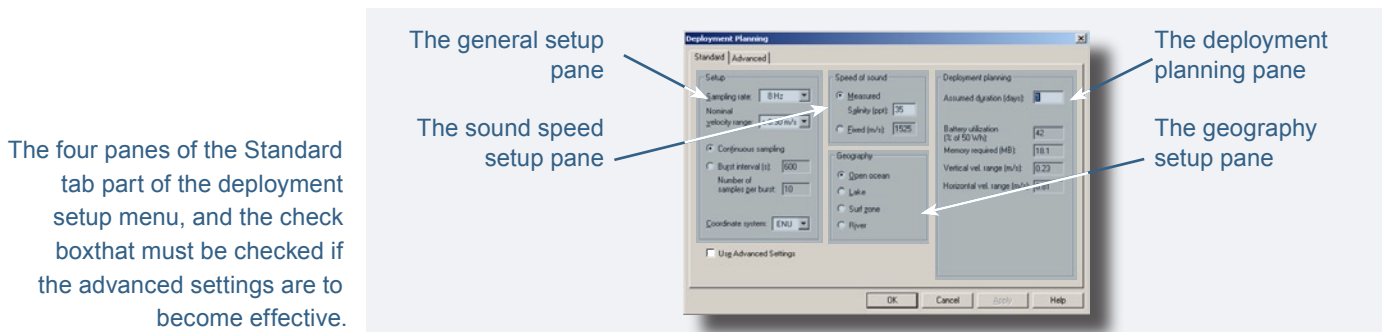 The four panes of the Standard
tab part of the deployment
setup menu, and the check
boxthat must be checked if
the advanced settings are to
become effective.
The general setup
pane
The sound speed
setup pane
Deployment Planning
Standard
Advanced
Setup
Sampling rate: 8 Hz
Nominal
velocity range: m/s
Continuous sampling
Burst interval (s): 600
Number of
samples per burst: 10
Coordinate system: ENU
Use Advanced Settings
Speed of sound
Measured
Salinity (ppt): 35
Fixed (m/s): 1525
Geography
Open ocean
Lake
Surf zone
River
Deployment planning
Assumed duration (days):
Battery utilization
(% of 50 Wh): 42
Memory required (MB): 18.1
Vertical vel. range (m/s): 0.23
Horizontal vel. range (m/s):
OK
Cancel
Apply
Help
The deployment
planning pane
The geography
setup pane